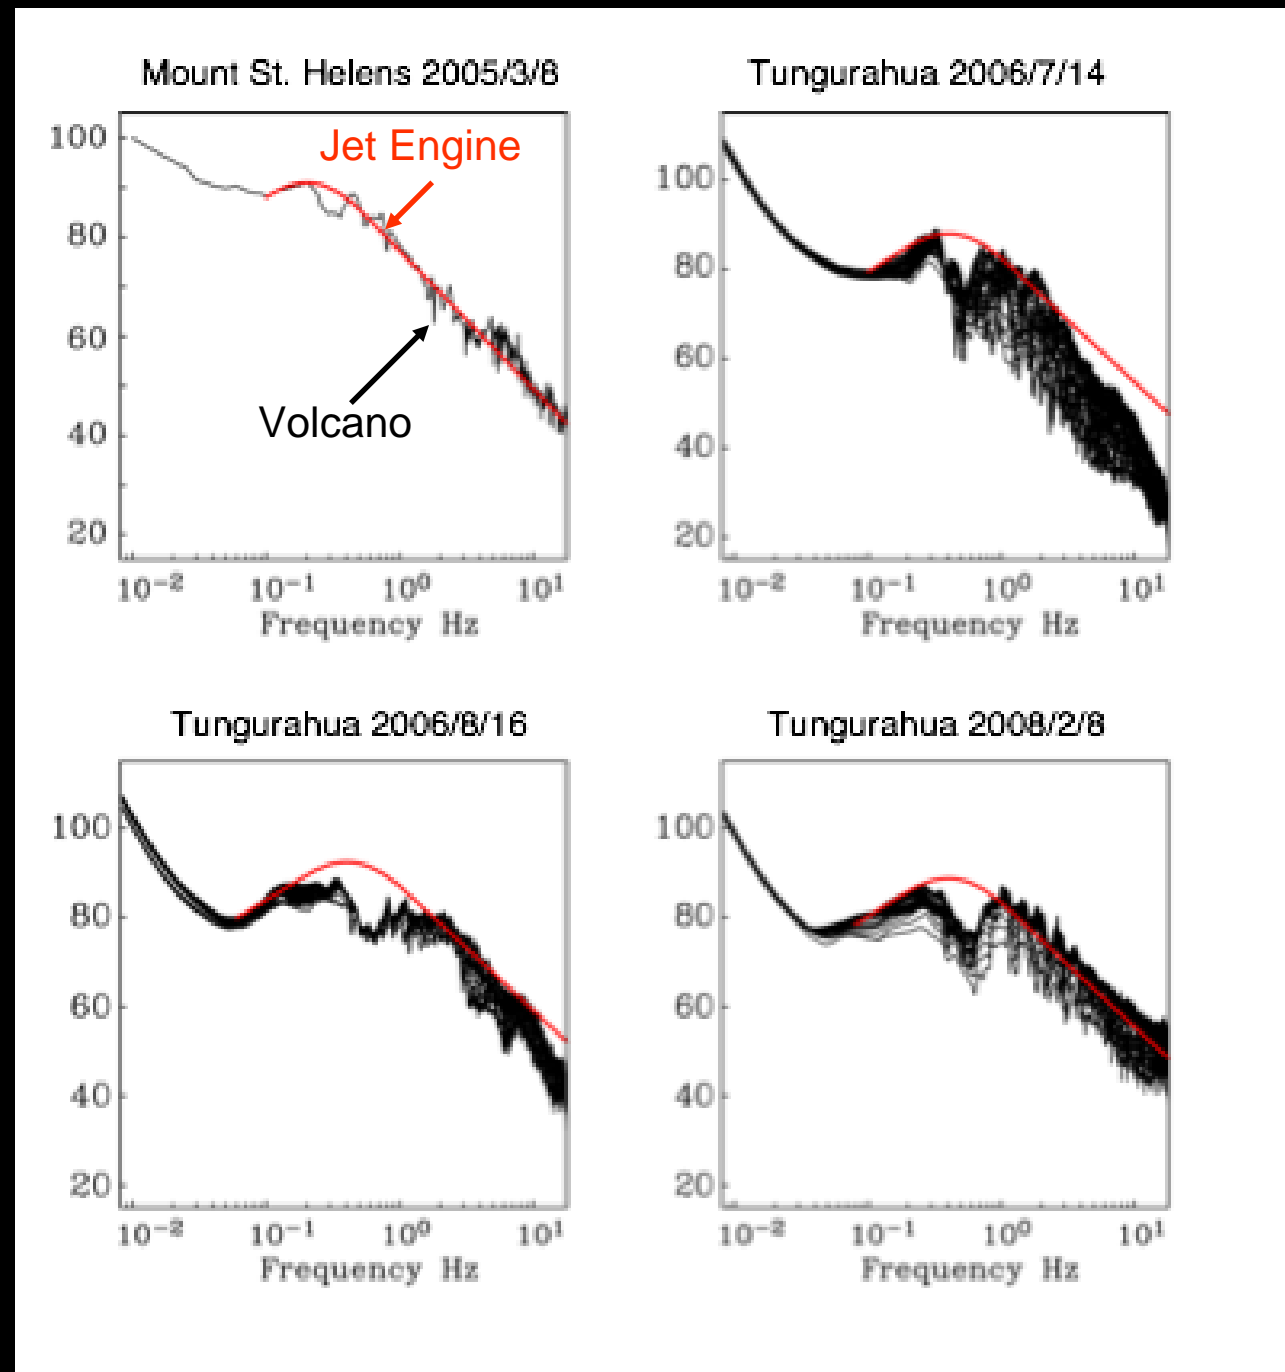 Mount St. Helens 2005/3/8
Jet Engine
Volcano
100
80
60
40
20
10⁻² 10⁻¹ 10⁰ 10¹
Frequency Hz
Tungurahua 2006/7/14
100
80
60
40
20
10⁻² 10⁻¹ 10⁰ 10¹
Frequency Hz
Tungurahua 2006/8/16
100
80
60
40
20
10⁻² 10⁻¹ 10⁰ 10¹
Frequency Hz
Tungurahua 2008/2/8
100
80
60
40
20
10⁻² 10⁻¹ 10⁰ 10¹
Frequency Hz